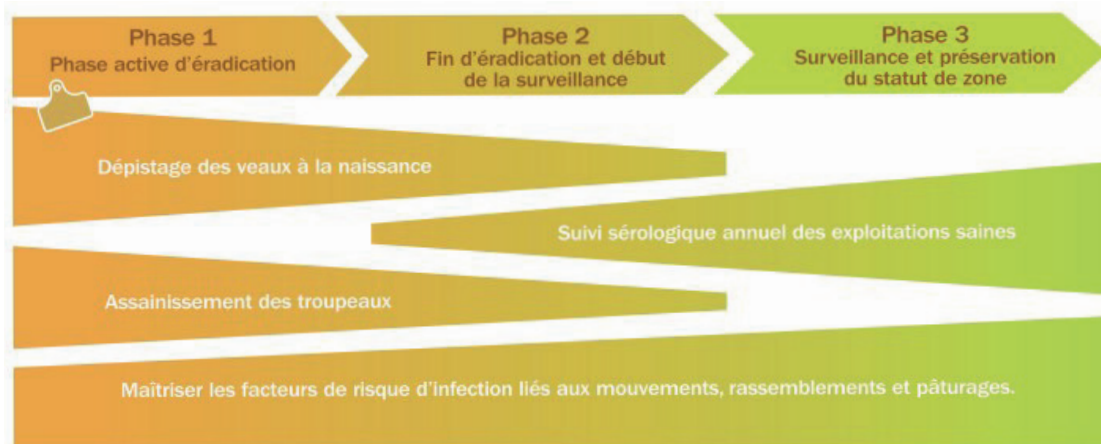 Phase 1
Phase active d'éradication
Phase 2
Fin d'éradication et début
de la surveillance
Phase 3
Surveillance et préservation
du statut de zone
Dépistage des veaux à la naissance
Suivi sérologique annuel des exploitations saines
Assainissement des troupeaux
Maîtriser les facteurs de risque d'infection liés aux mouvements, rassemblements et pâturages.